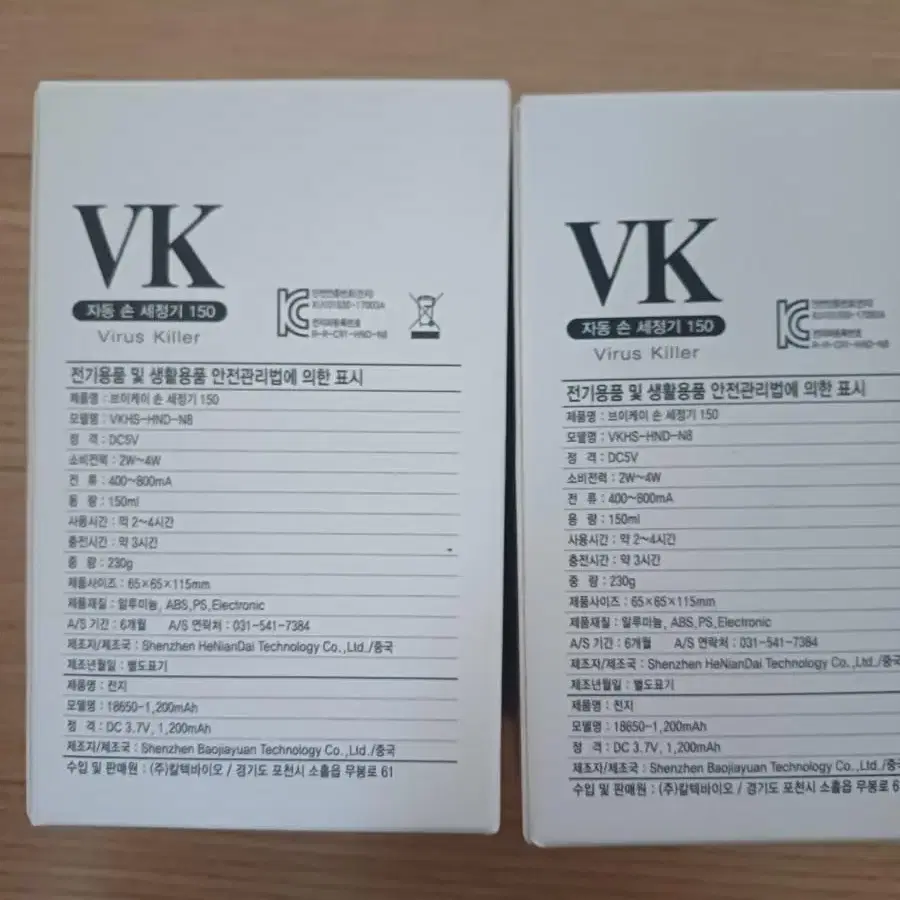 VK
자동 손 세정기 150
Virus Killer
R-R-C91-HND-N8
전기용품 및 생활용품 안전관리법에 의한 표시
제품명 : 브이케이 손 세정기 150
모델명 : VKHS-HND-N8
정 격 : DC5V
소비전력 : 2W~4W
전 류 : 400~800mA
용 량 : 150ml
사용시간 : 약 2~4시간
충전시간 : 약 3시간
중 량 : 230g
제품사이즈 : 65×65×115mm
제품재질 : 알루미늄, ABS,PS,Electronic
A/S 기간 : 6개월 A/S 연락처 : 031-541-7384
제조자/제조국 : Shenzhen HeNianDai Technology Co.,Ltd./중국
제조년월일 : 별도표기
제품명 : 전지
모델명 : 18650-1,200mAh
정 격 : DC 3.7V, 1,200mAh
제조자/제조국 : Shenzhen Baojiayuan Technology Co.,Ltd./중국
수입 및 판매원 : (주)칼텍바이오 / 경기도 포천시 소흘읍 무봉로 61
VK
자동 손 세정기 150
Virus Killer
R-R-C91-HND-N8
전기용품 및 생활용품 안전관리법에 의한 표시
제품명 : 브이케이 손 세정기 150
모델명 : VKHS-HND-N8
정 격 : DC5V
소비전력 : 2W~4W
전 류 : 400~800mA
용 량 : 150ml
사용시간 : 약 2~4시간
충전시간 : 약 3시간
중 량 : 230g
제품사이즈 : 65×65×115mm
제품재질 : 알루미늄, ABS,PS,Electronic
A/S 기간 : 6개월 A/S 연락처 : 031-541-7384
제조자/제조국 : Shenzhen HeNianDai Technology Co.,Ltd./중국
제조년월일 : 별도표기
제품명 : 전지
모델명 : 18650-1,200mAh
정 격 : DC 3.7V, 1,200mAh
제조자/제조국 : Shenzhen Baojiayuan Technology Co.,Ltd./중
수입 및 판매원 : (주)칼텍바이오 / 경기도 포천시 소흘읍 무봉로 6